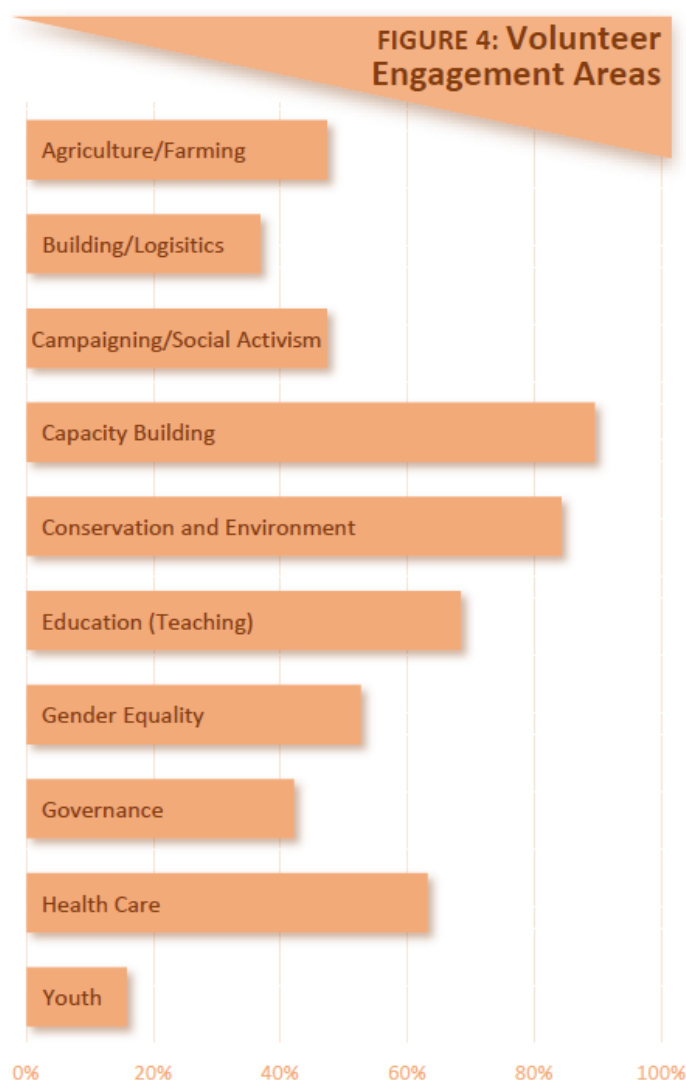 FIGURE 4: Volunteer
Engagement Areas
Agriculture/Farming
Building/Logisitics
Campaigning/Social Activism
Capacity Building
Conservation and Environment
Education (Teaching)
Gender Equality
Governance
Health Care
Youth
0% 20% 40% 60% 80% 100%